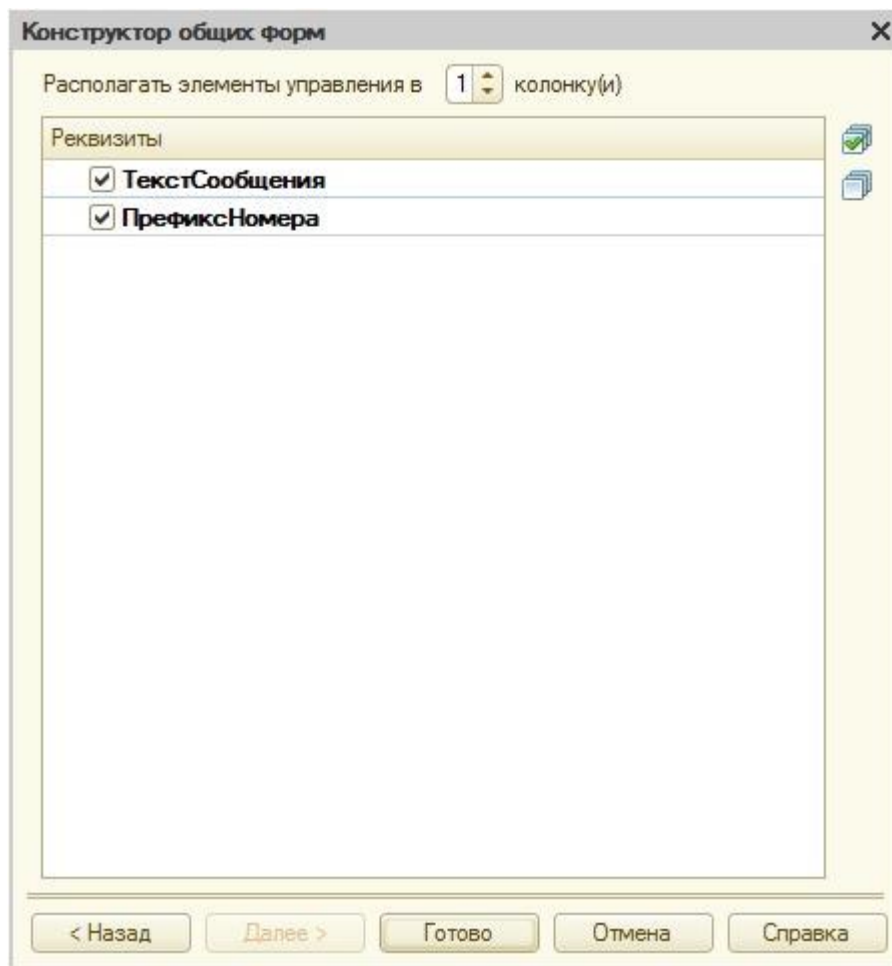 Конструктор общих форм
Располагать элементы управления в 1 колонку(и)
Реквизиты
ТекстСообщения
ПрефиксНомера
< Назад Далее > Готово Отмена Справка